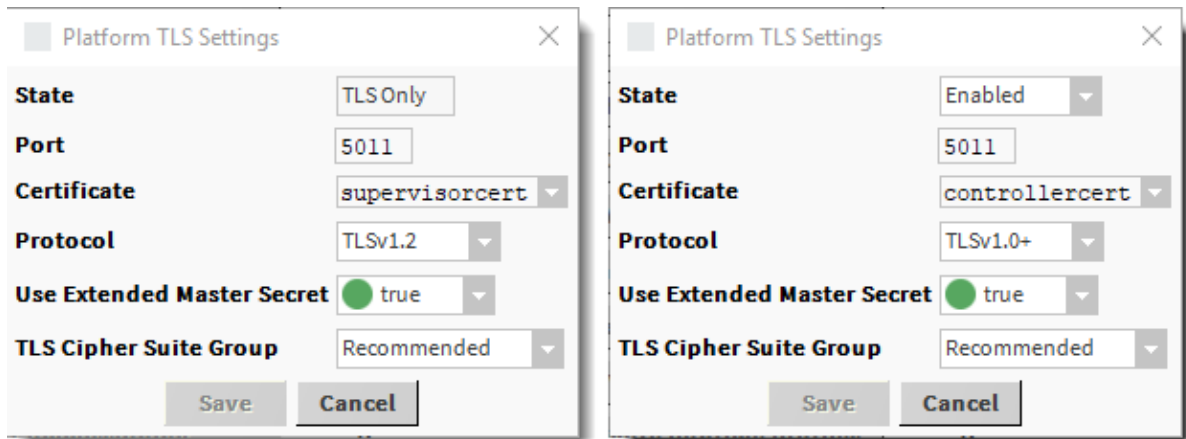 Platform TLS Settings
State TLS Only
Port 5011
Certificate supervisorcert
Protocol TLSv1.2
Use Extended Master Secret true
TLS Cipher Suite Group Recommended
Save Cancel
Platform TLS Settings
State Enabled
Port 5011
Certificate controllercert
Protocol TLSv1.0+
Use Extended Master Secret true
TLS Cipher Suite Group Recommended
Save Cancel